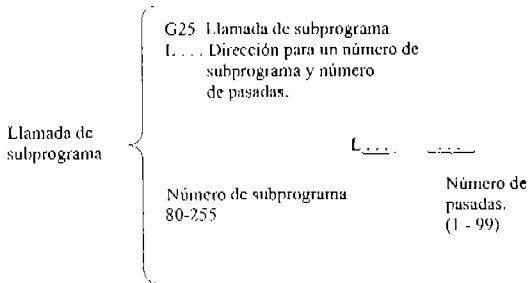 G25 Llamada de subprograma
L . . . Dirección para un número de
subprograma y número
de pasadas.
Llamada de
subprograma
L . . . . . . . .
Número de subprograma
80-255
Número de
pasadas.
(1 - 99)